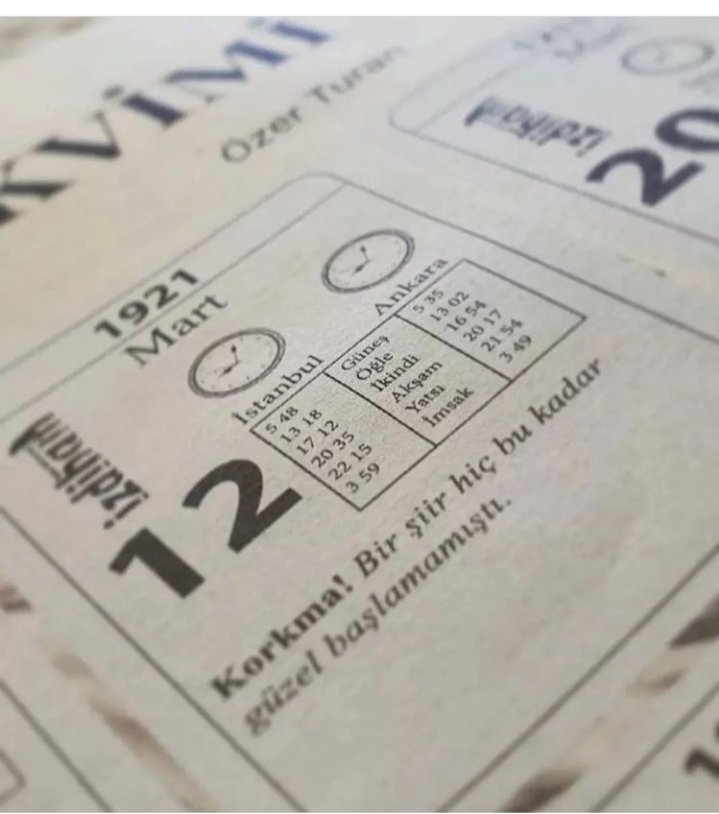 KVİMİ
Özer Turan
1921
Mart
izdiham
12
İstanbul
Ankara
5 48 Güneş 5 35
13 18 Öğle 13 02
17 12 İkindi 16 54
20 35 Akşam 20 17
22 15 Yatsı 21 54
3 59 İmsak 3 49
Korkma! Bir şiir hiç bu kadar
güzel başlamamıştı.
izdiham
20